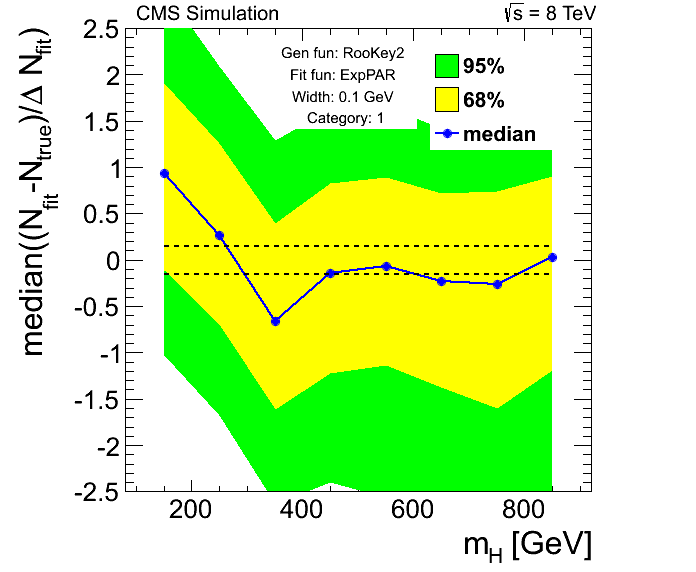 CMS Simulation √s = 8 TeV
median((N_fit-N_true)/Δ N_fit)
2.5
2
1.5
1
0.5
0
-0.5
-1
-1.5
-2
-2.5
Gen fun: RooKey2
Fit fun: ExpPAR
Width: 0.1 GeV
Category: 1
95%
68%
median
200 400 600 800
m_H [GeV]